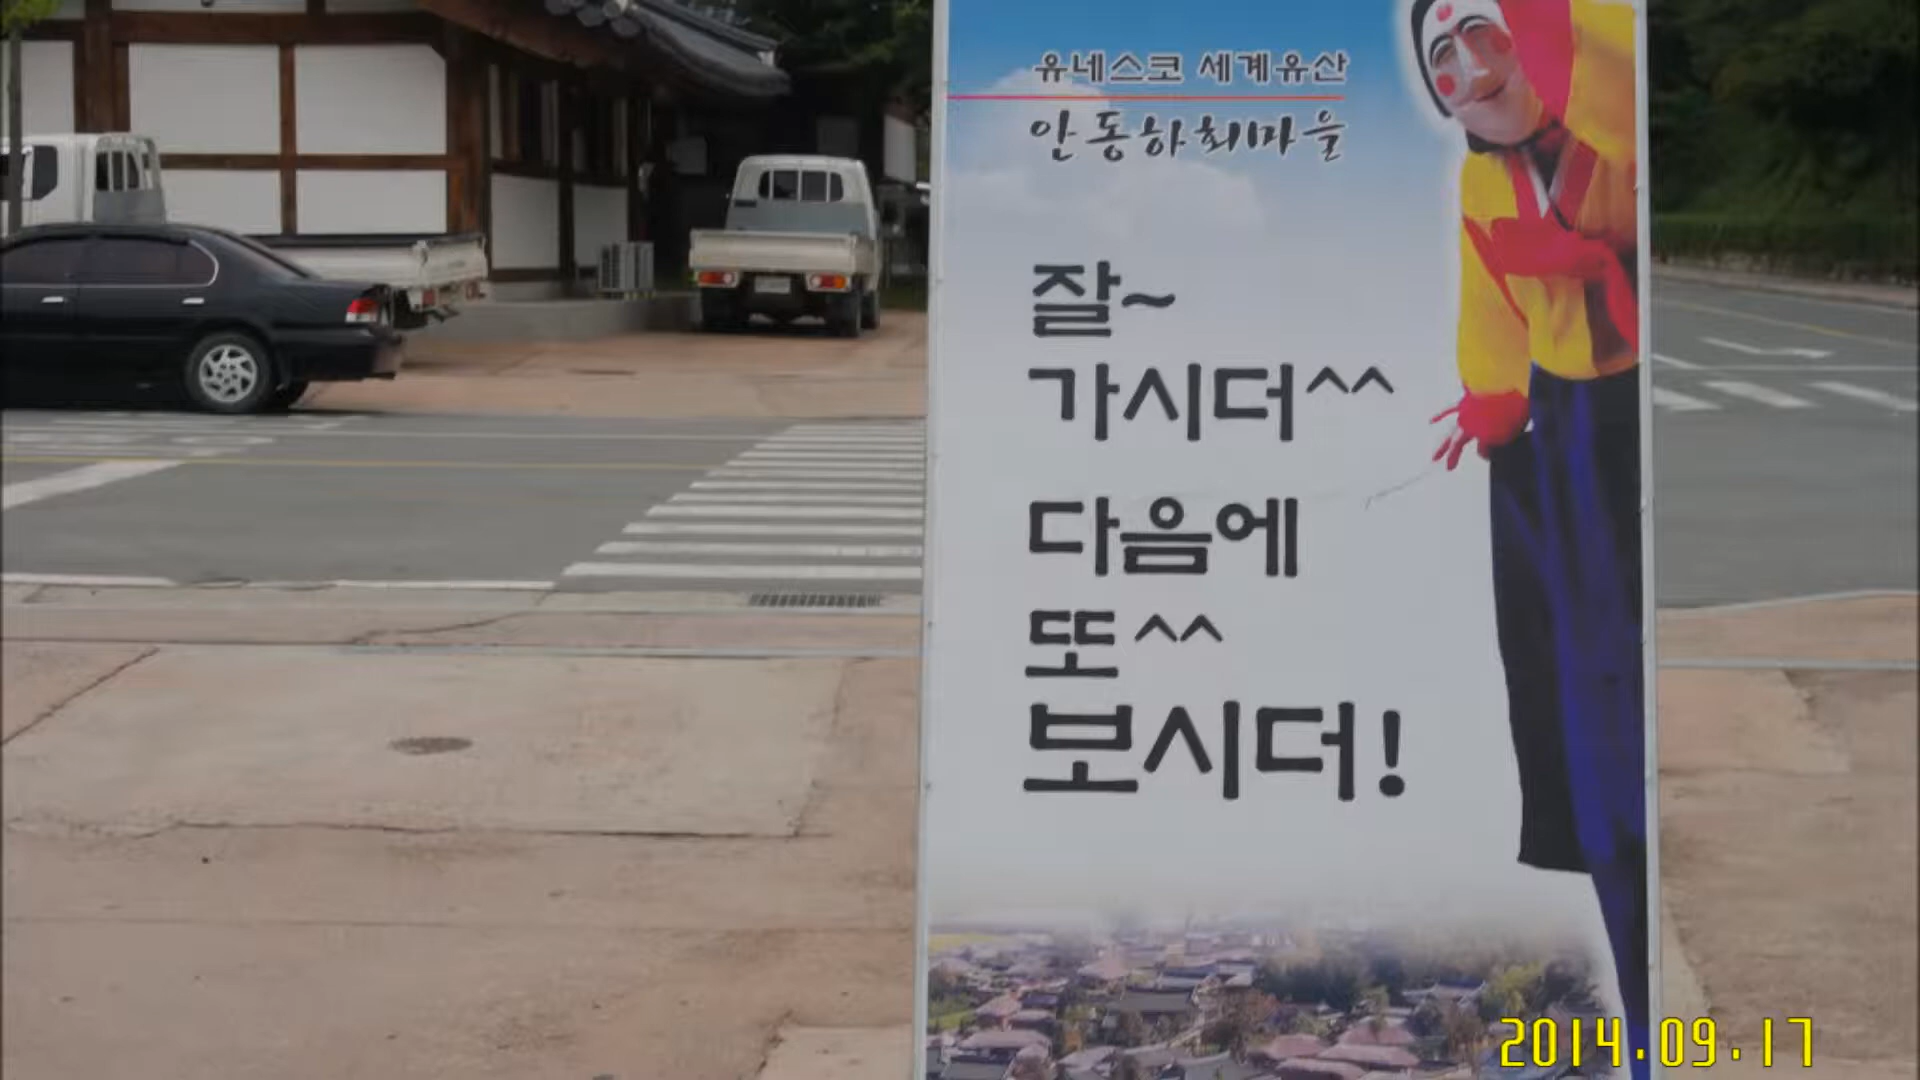 유네스코 세계유산
안동하회마을
잘~
가시더^^
다음에
또^^
보시더!
2014.09.17